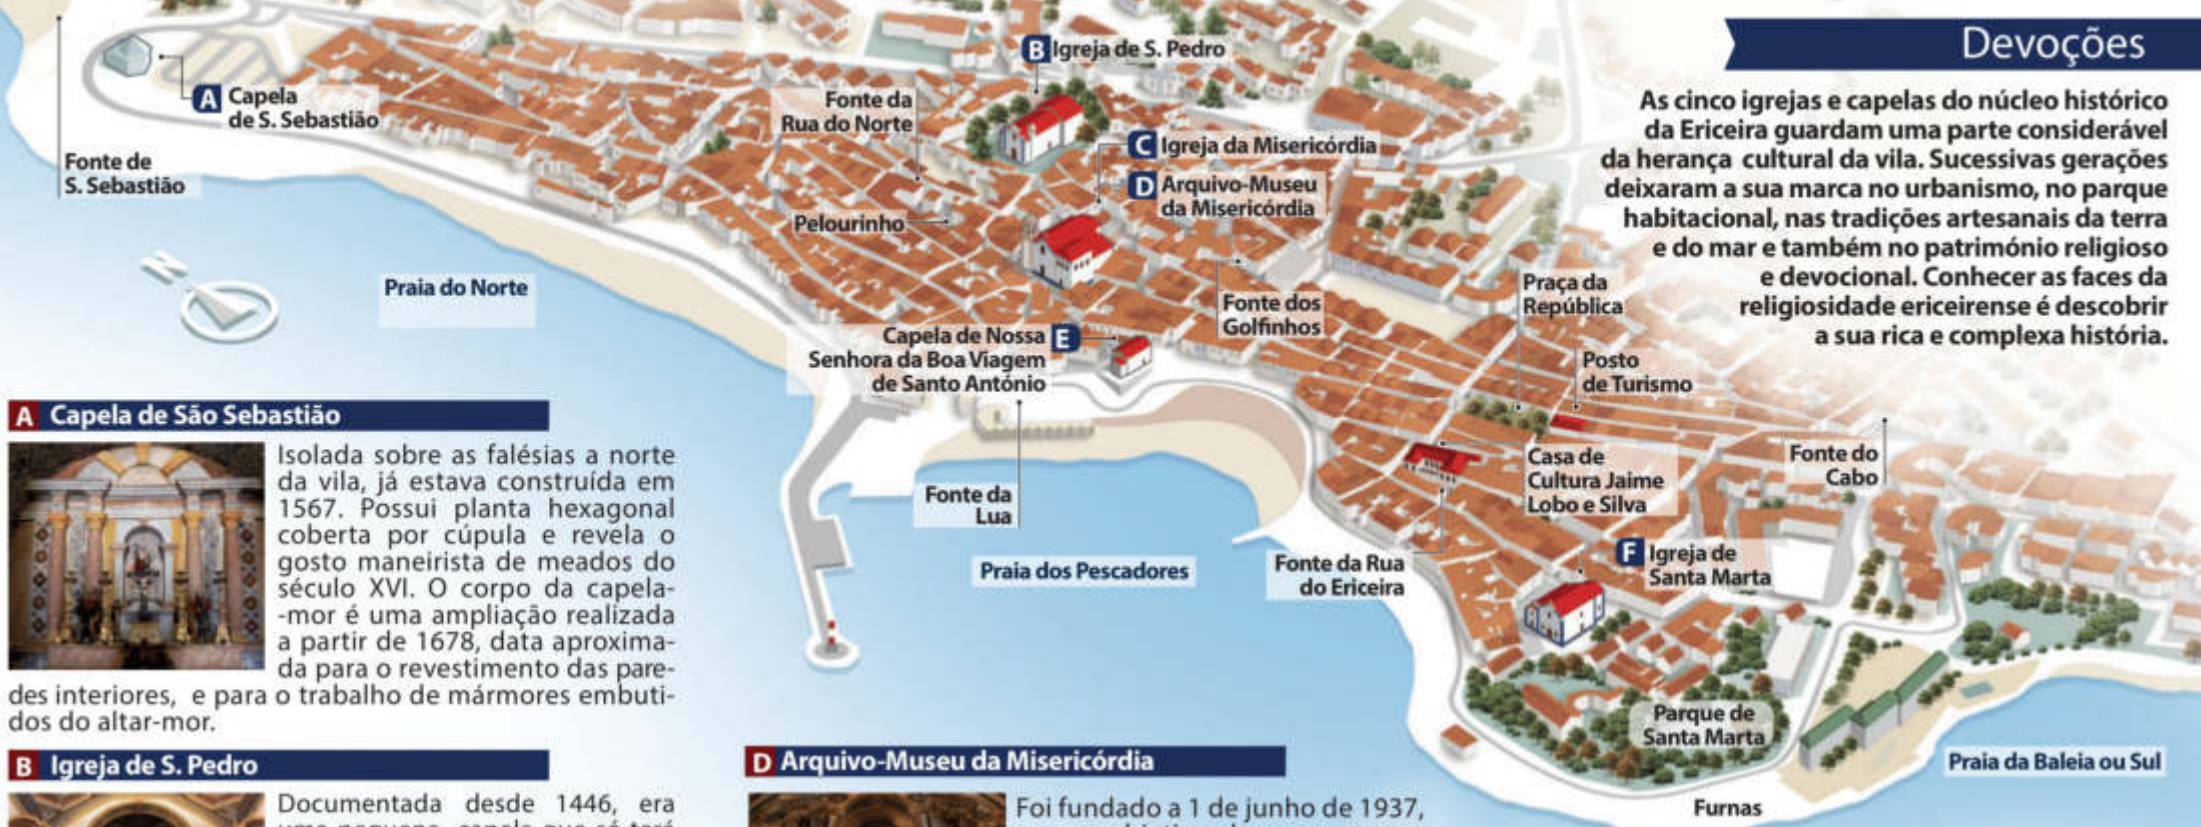 B Igreja de S. Pedro
Devoções
As cinco igrejas e capelas do núcleo histórico
da Ericeira guardam uma parte considerável
da herança cultural da vila. Sucessivas gerações
deixaram a sua marca no urbanismo, no parque
habitacional, nas tradições artesanais da terra
e do mar e também no património religioso
e devocional. Conhecer as faces da
religiosidade ericeirense é descobrir
a sua rica e complexa história.
A Capela
de S. Sebastião
Fonte de
S. Sebastião
Fonte da
Rua do Norte
C Igreja da Misericórdia
D Arquivo-Museu
da Misericórdia
Pelourinho
N
Praia do Norte
Fonte dos
Golfinhos
Praça da
República
Capela de Nossa E
Senhora da Boa Viagem
de Santo António
Posto
de Turismo
Fonte da
Lua
Casa de
Cultura Jaime
Lobo e Silva
Fonte do
Cabo
Praia dos Pescadores
Fonte da Rua
do Ericeira
F Igreja de
Santa Marta
Parque de
Santa Marta
Praia da Baleia ou Sul
Furnas
A Capela de São Sebastião
Isolada sobre as falésias a norte
da vila, já estava construída em
1567. Possui planta hexagonal
coberta por cúpula e revela o
gosto maneirista de meados do
século XVI. O corpo da capela-
-mor é uma ampliação realizada
a partir de 1678, data aproxima-
da para o revestimento das pare-
des interiores, e para o trabalho de mármores embuti-
dos do altar-mor.
B Igreja de S. Pedro
Documentada desde 1446, era
D Arquivo-Museu da Misericórdia
Foi fundado a 1 de junho de 1937,